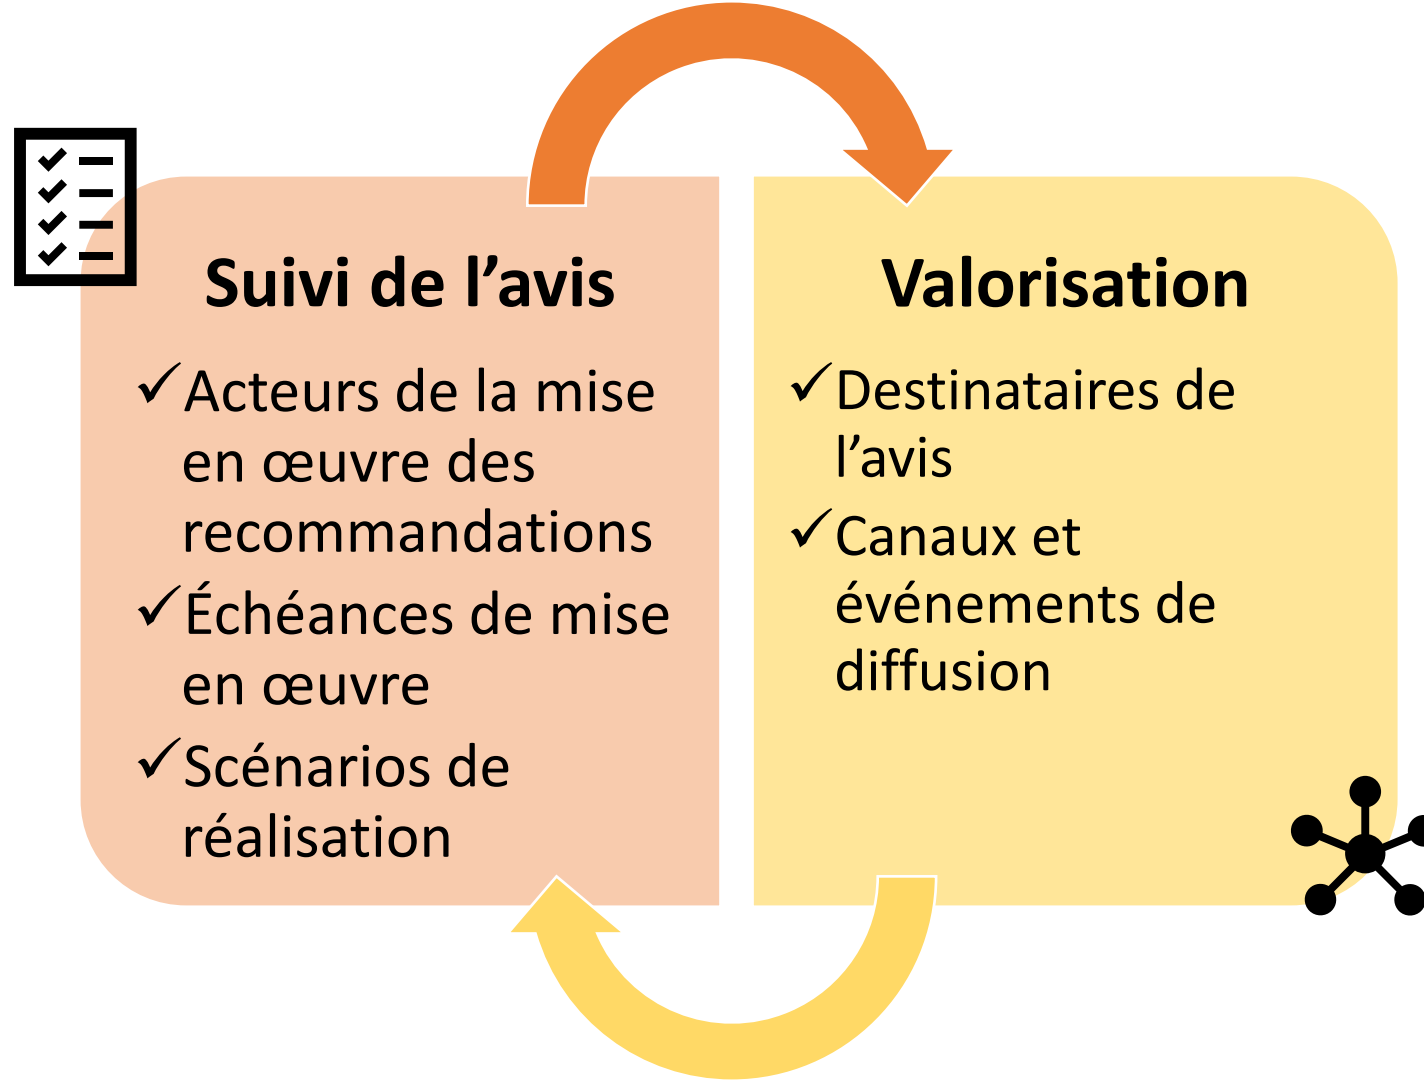 Suivi de l’avis
✓Acteurs de la mise
en œuvre des
recommandations
✓Échéances de mise
en œuvre
✓Scénarios de
réalisation
Valorisation
✓Destinataires de
l’avis
✓Canaux et
événements de
diffusion